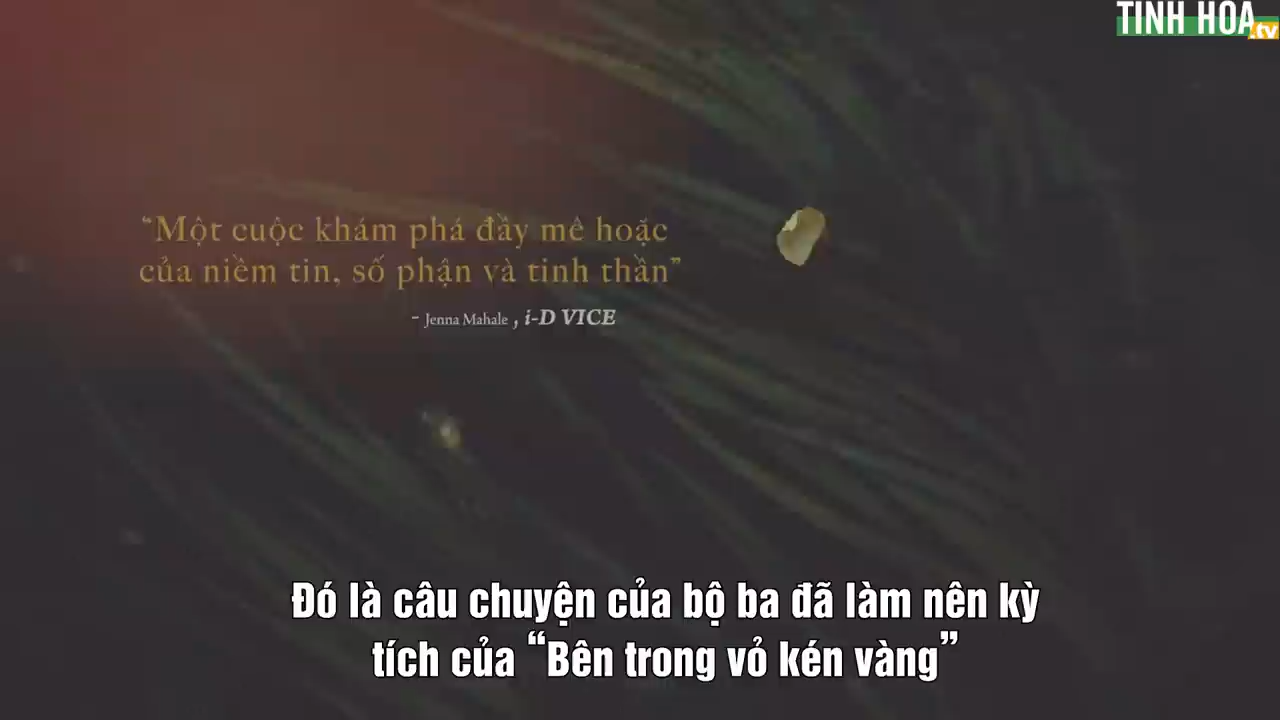 TINH HOA
.tv
“Một cuộc khám phá đầy mê hoặc
của niềm tin, số phận và tinh thần”
- Jenna Mahale , i-D VICE
Đó là câu chuyện của bộ ba đã làm nên kỳ
tích của “Bên trong vỏ kén vàng”